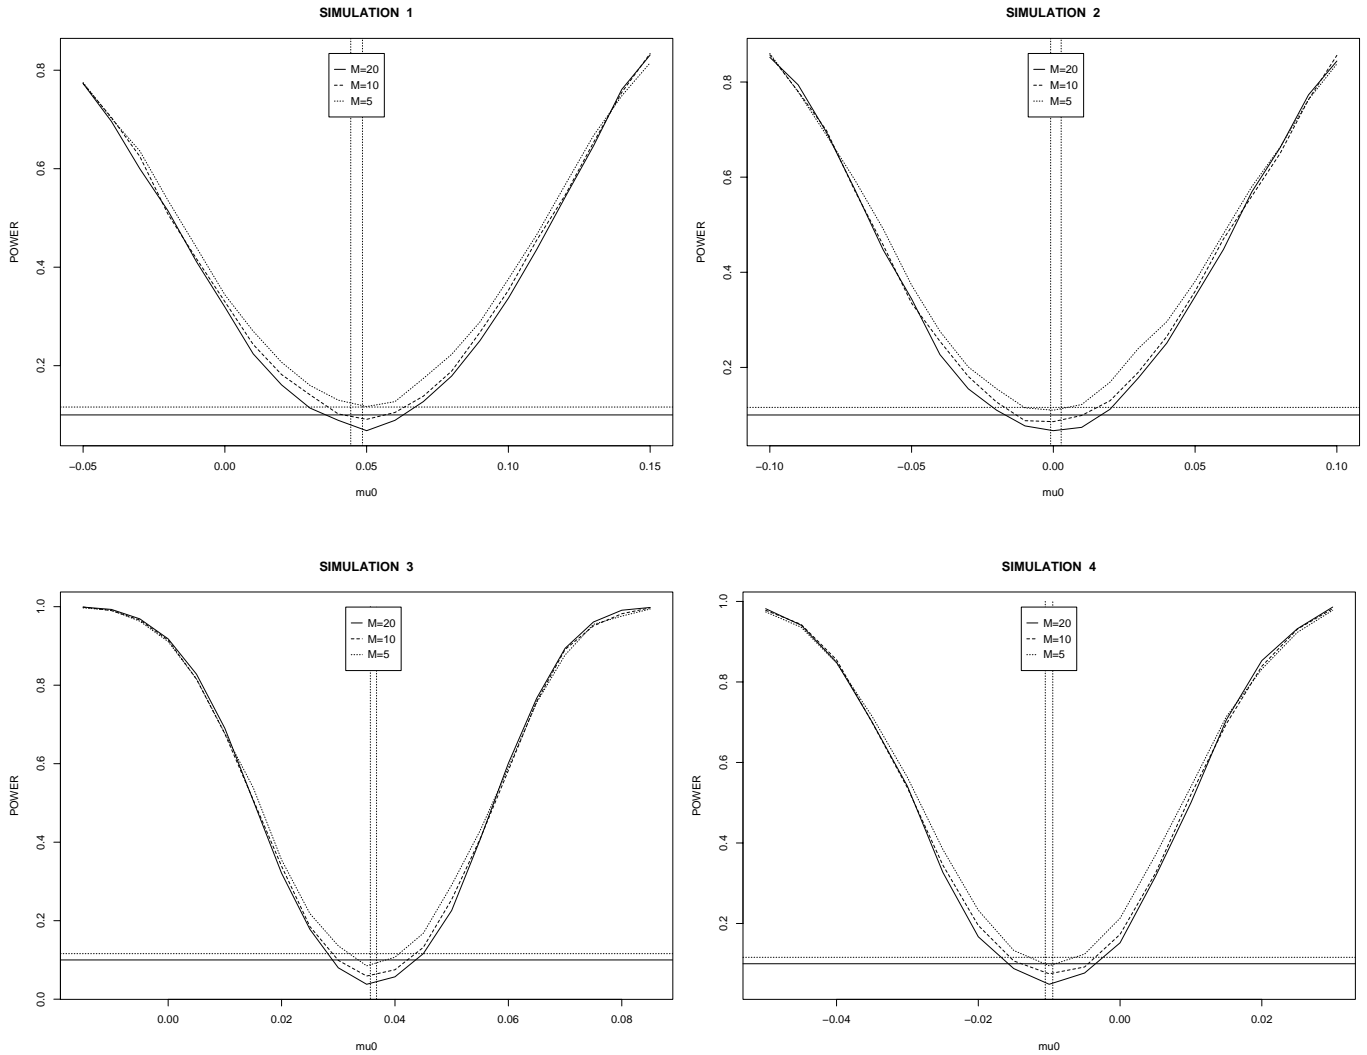 SIMULATION 1
M=20
M=10
M=5
POWER
0.2
0.4
0.6
0.8
−0.05
0.00
0.05
0.10
0.15
mu0
SIMULATION 2
M=20
M=10
M=5
POWER
0.2
0.4
0.6
0.8
−0.10
−0.05
0.00
0.05
0.10
mu0
SIMULATION 3
M=20
M=10
M=5
POWER
0.0
0.2
0.4
0.6
0.8
1.0
0.00
0.02
0.04
0.06
0.08
mu0
SIMULATION 4
M=20
M=10
M=5
POWER
0.2
0.4
0.6
0.8
1.0
−0.04
−0.02
0.00
0.02
mu0